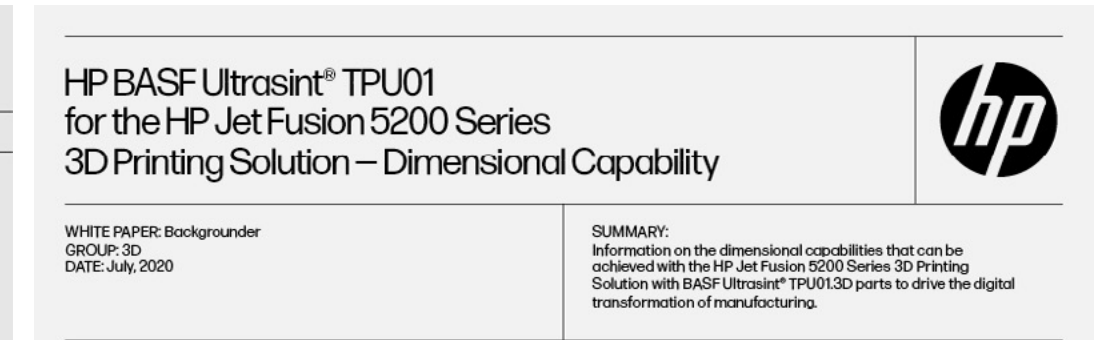 HP BASF Ultrasint® TPU01
for the HP Jet Fusion 5200 Series
3D Printing Solution – Dimensional Capability
hp
WHITE PAPER: Backgrounder
GROUP: 3D
DATE: July, 2020
SUMMARY:
Information on the dimensional capabilities that can be
achieved with the HP Jet Fusion 5200 Series 3D Printing
Solution with BASF Ultrasint® TPU01.3D parts to drive the digital
transformation of manufacturing.